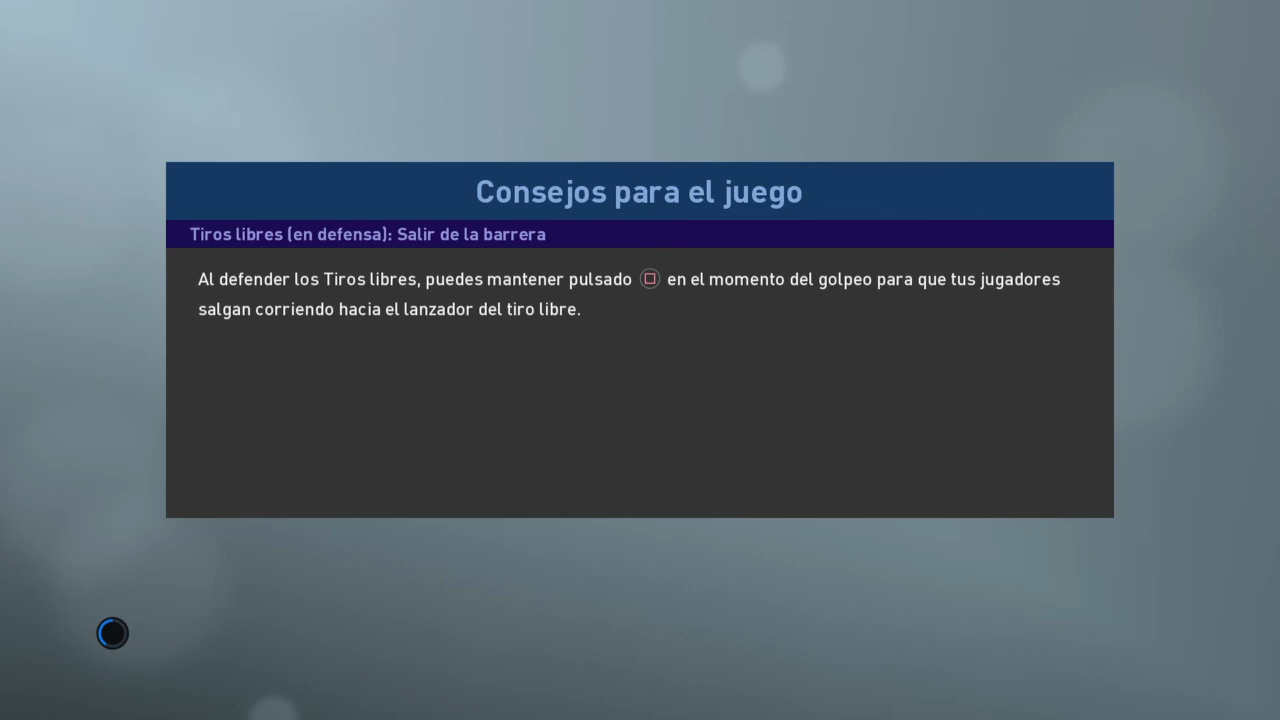 Consejos para el juego
Tiros libres (en defensa): Salir de la barrera
Al defender los Tiros libres, puedes mantener pulsado en el momento del golpeo para que tus jugadores
salgan corriendo hacia el lanzador del tiro libre.